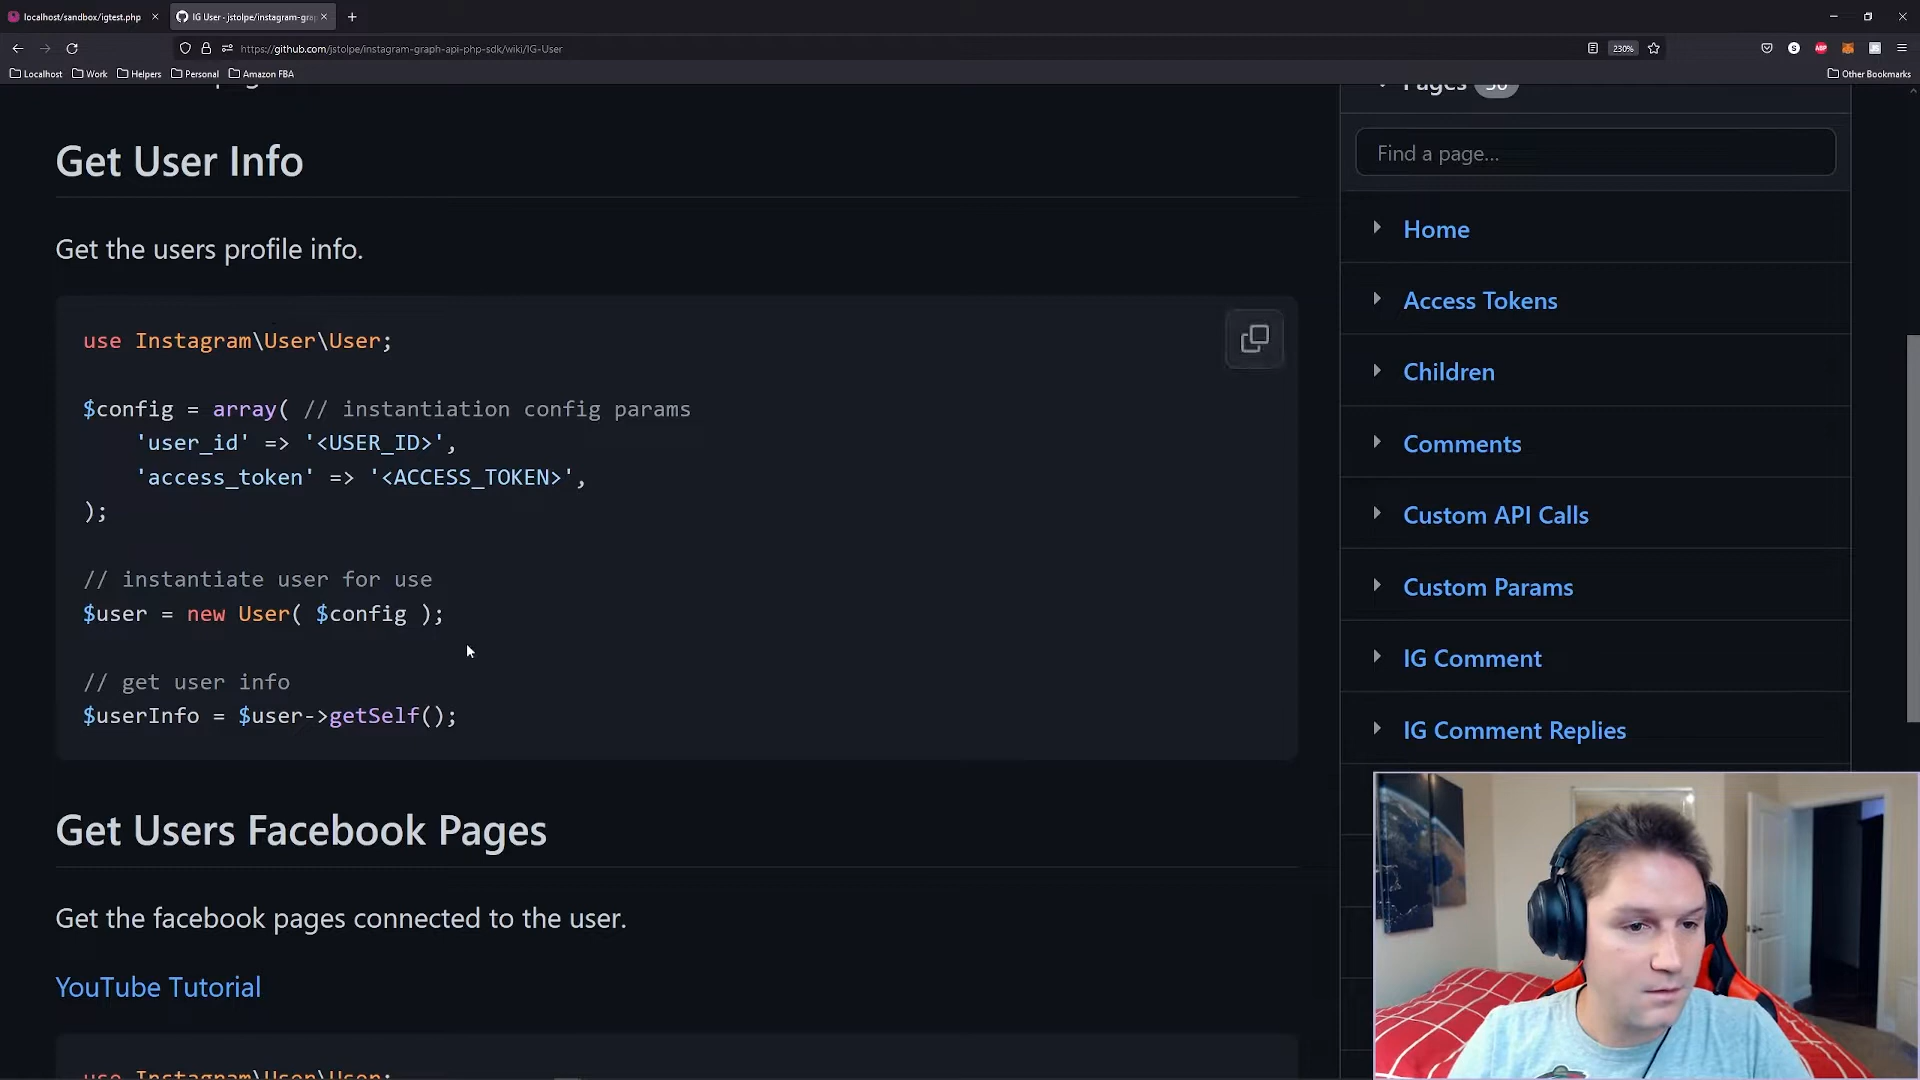 localhost/sandbox/igtest.php
IG User - jstolpe/instagram-gra
https://github.com/jstolpe/instagram-graph-api-php-sdk/wiki/IG-User
230%
Localhost
Work
Helpers
Personal
Amazon FBA
Other Bookmarks
Get User Info
Get the users profile info.
use Instagram\User\User;
$config = array( // instantiation config params
'user_id' => '<USER_ID>',
'access_token' => '<ACCESS_TOKEN>',
);
// instantiate user for use
$user = new User( $config );
// get user info
$userInfo = $user->getSelf();
Get Users Facebook Pages
Get the facebook pages connected to the user.
YouTube Tutorial
use Instagram\User\User;
Pages
Find a page...
Home
Access Tokens
Children
Comments
Custom API Calls
Custom Params
IG Comment
IG Comment Replies